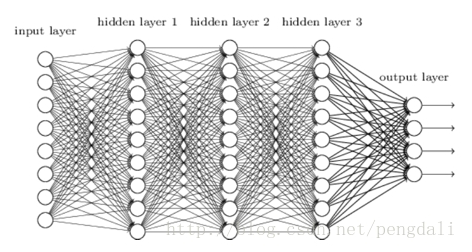 hidden layer 1 hidden layer 2 hidden layer 3
input layer
output layer
http://blog.csdn.net/pengdali